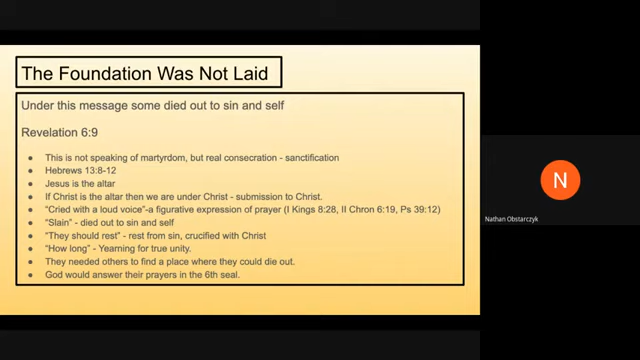 The Foundation Was Not Laid
Under this message some died out to sin and self
Revelation 6:9
● This is not speaking of martyrdom, but real consecration - sanctification
● Hebrews 13:8-12
● Jesus is the altar
● If Christ is the altar then we are under Christ - submission to Christ.
● “Cried with a loud voice”-a figurative expression of prayer (I Kings 8:28, II Chron 6:19, Ps 39:12)
● “Slain” - died out to sin and self
● “They should rest” - rest from sin, crucified with Christ
● “How long” - Yearning for true unity.
● They needed others to find a place where they could die out.
● God would answer their prayers in the 6th seal.
N
Nathan Obstarczyk